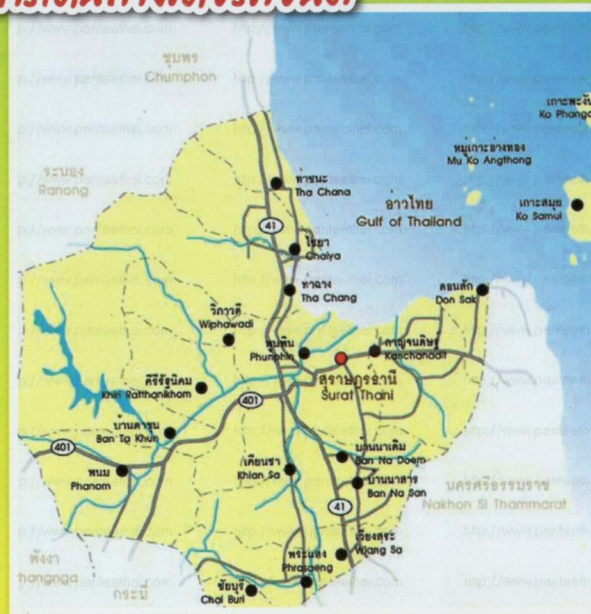 ชุมพร
Chumphon
เกาะพะงัน
Ko Phanga
หมู่เกาะอ่างทอง
Mu Ko Angthong
ระนอง
Ranong
ท่าชนะ
Tha Chana
อ่าวไทย
Gulf of Thailand
เกาะสมุย
Ko Samui
41
ไชยา
Chaiya
ท่าฉาง
Tha Chang
ดอนสัก
Don Sak
วิภาวดี
Wiphawadi
พุนพิน
Phunphin
กาญจนดิษฐ์
Kanchanadit
สุราษฎร์ธานี
Surat Thani
คีรีรัฐนิคม
Khiri Ratthanikhom
401
บ้านตาขุน
Ban Ta Khun
401
พนม
Phanom
เคียนซา
Khian Sa
บ้านนาเดิม
Ban Na Doem
บ้านนาสาร
Ban Na San
นครศรีธรรมราช
Nakhon Si Thammarat
41
เวียงสระ
Wiang Sa
พังงา
hangnga
กระบี่
พระแสง
Phrasaeng
ชัยบุรี
Chai Buri
http://www.panteethai.com